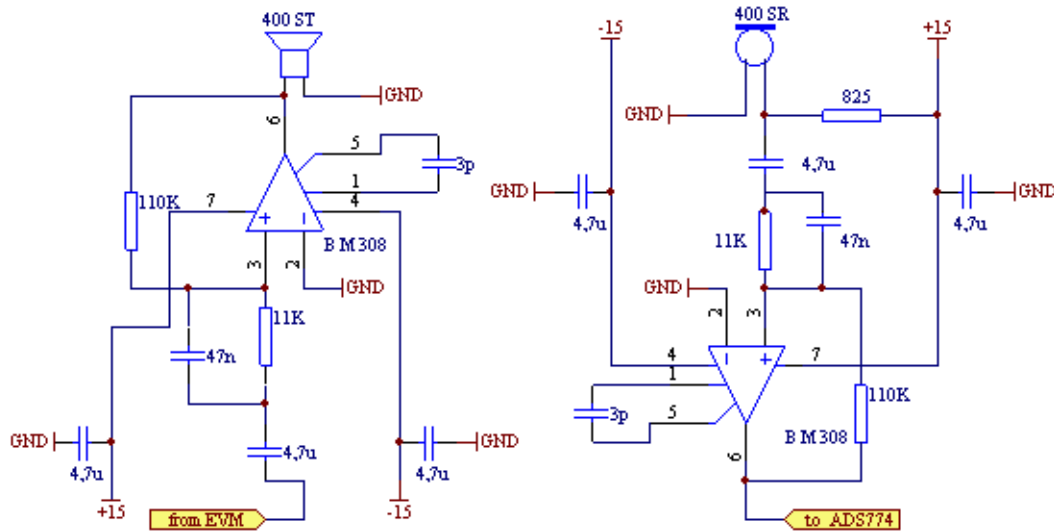 400 ST
GND
6
5
3p
1
110K
7
4
B M 308
3
2
GND
11K
47n
GND
4,7u
4,7u
4,7u
GND
+15
-15
from EVM
-15
400 SR
+15
GND
825
4,7u
GND
4,7u
GND
4,7u
11K
47n
GND
2
3
4
7
1
3p
5
110K
B M 308
6
to ADS774